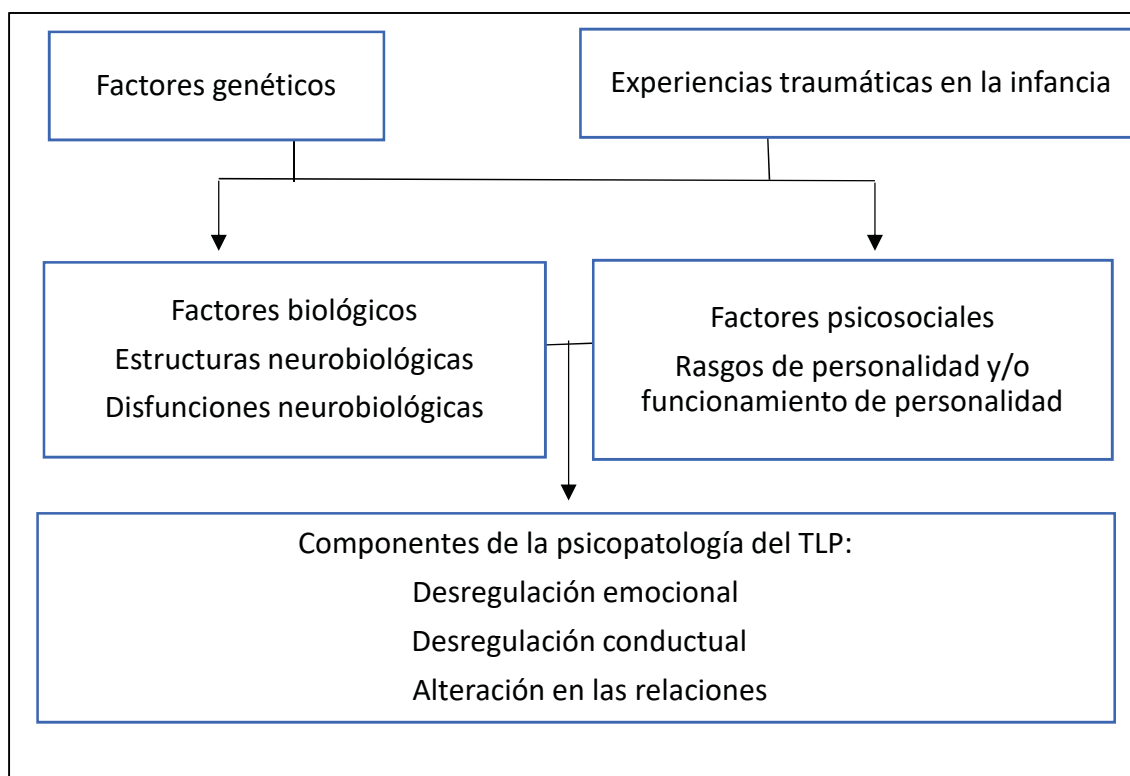 Factores genéticos
Experiencias traumáticas en la infancia
Factores biológicos
Estructuras neurobiológicas
Disfunciones neurobiológicas
Factores psicosociales
Rasgos de personalidad y/o
funcionamiento de personalidad
Componentes de la psicopatología del TLP:
Desregulación emocional
Desregulación conductual
Alteración en las relaciones